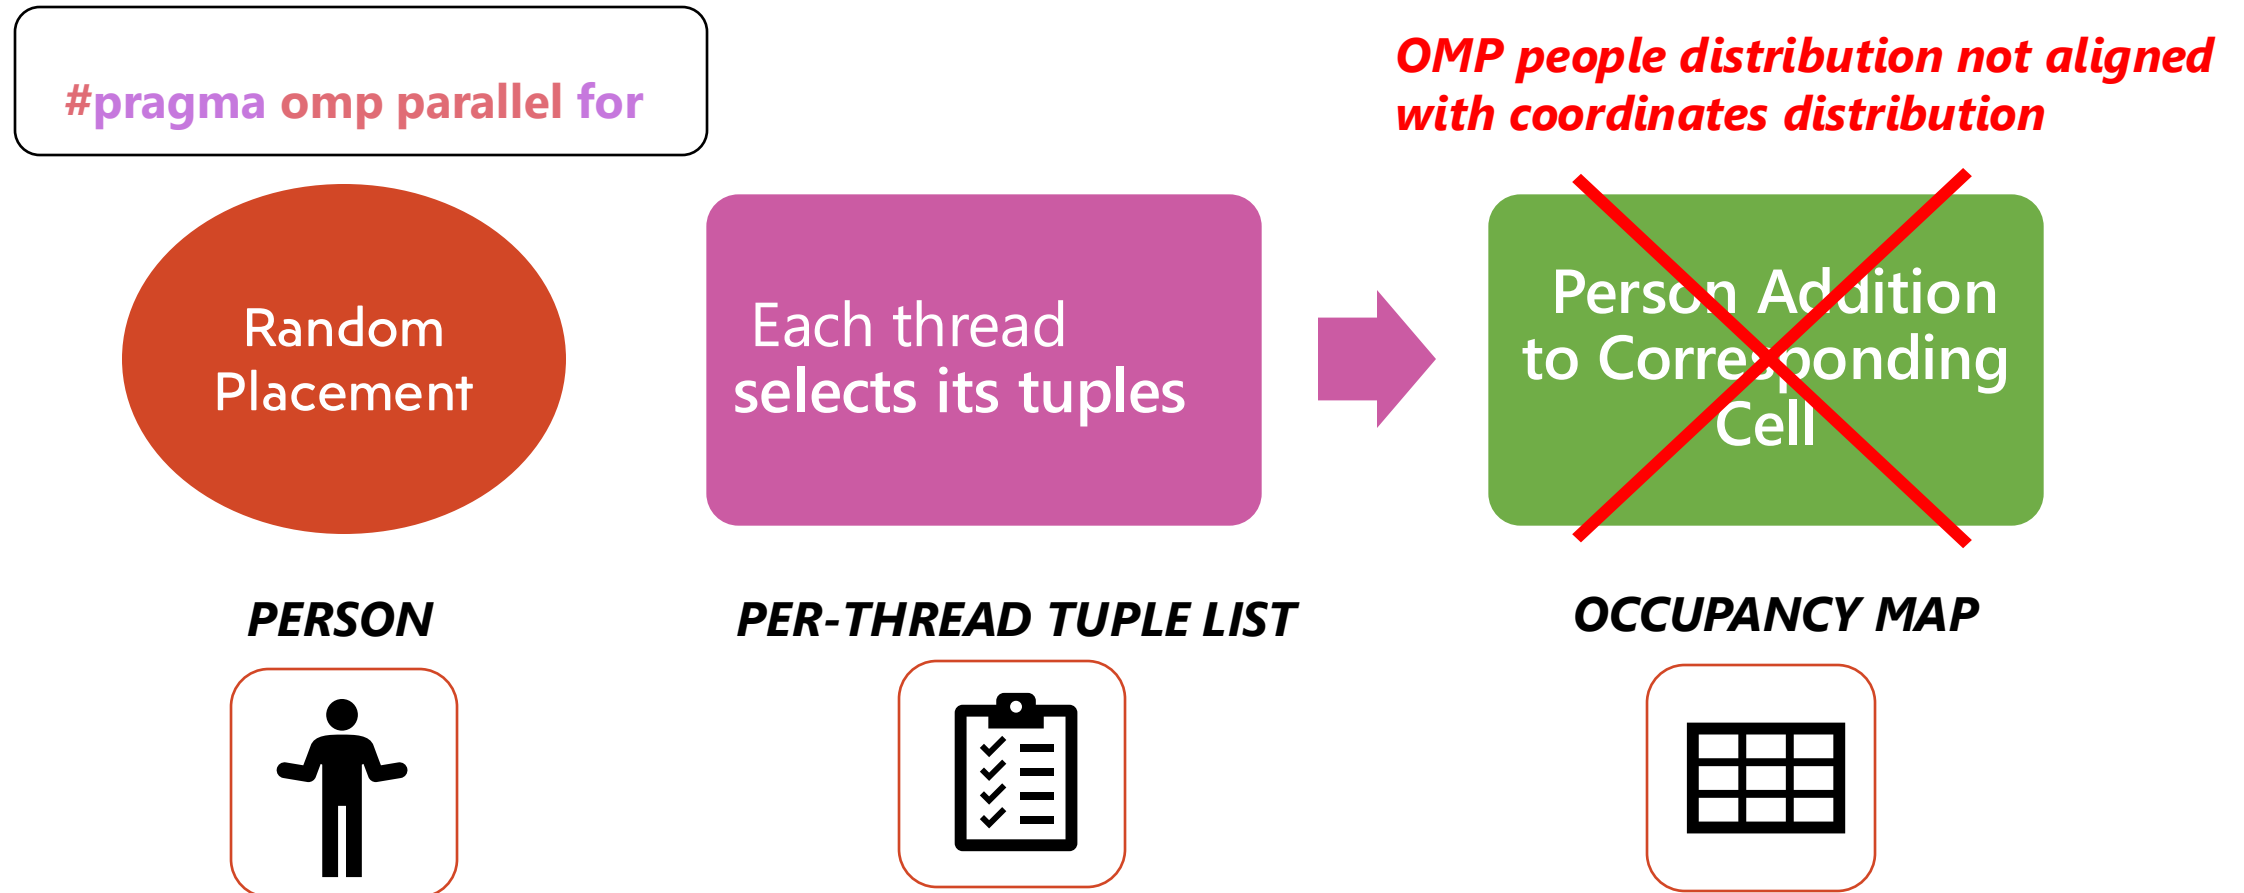 #pragma omp parallel for
OMP people distribution not aligned
with coordinates distribution
Random
Placement
Each thread
selects its tuples
Person Addition
to Corresponding
Cell
PERSON
PER-THREAD TUPLE LIST
OCCUPANCY MAP